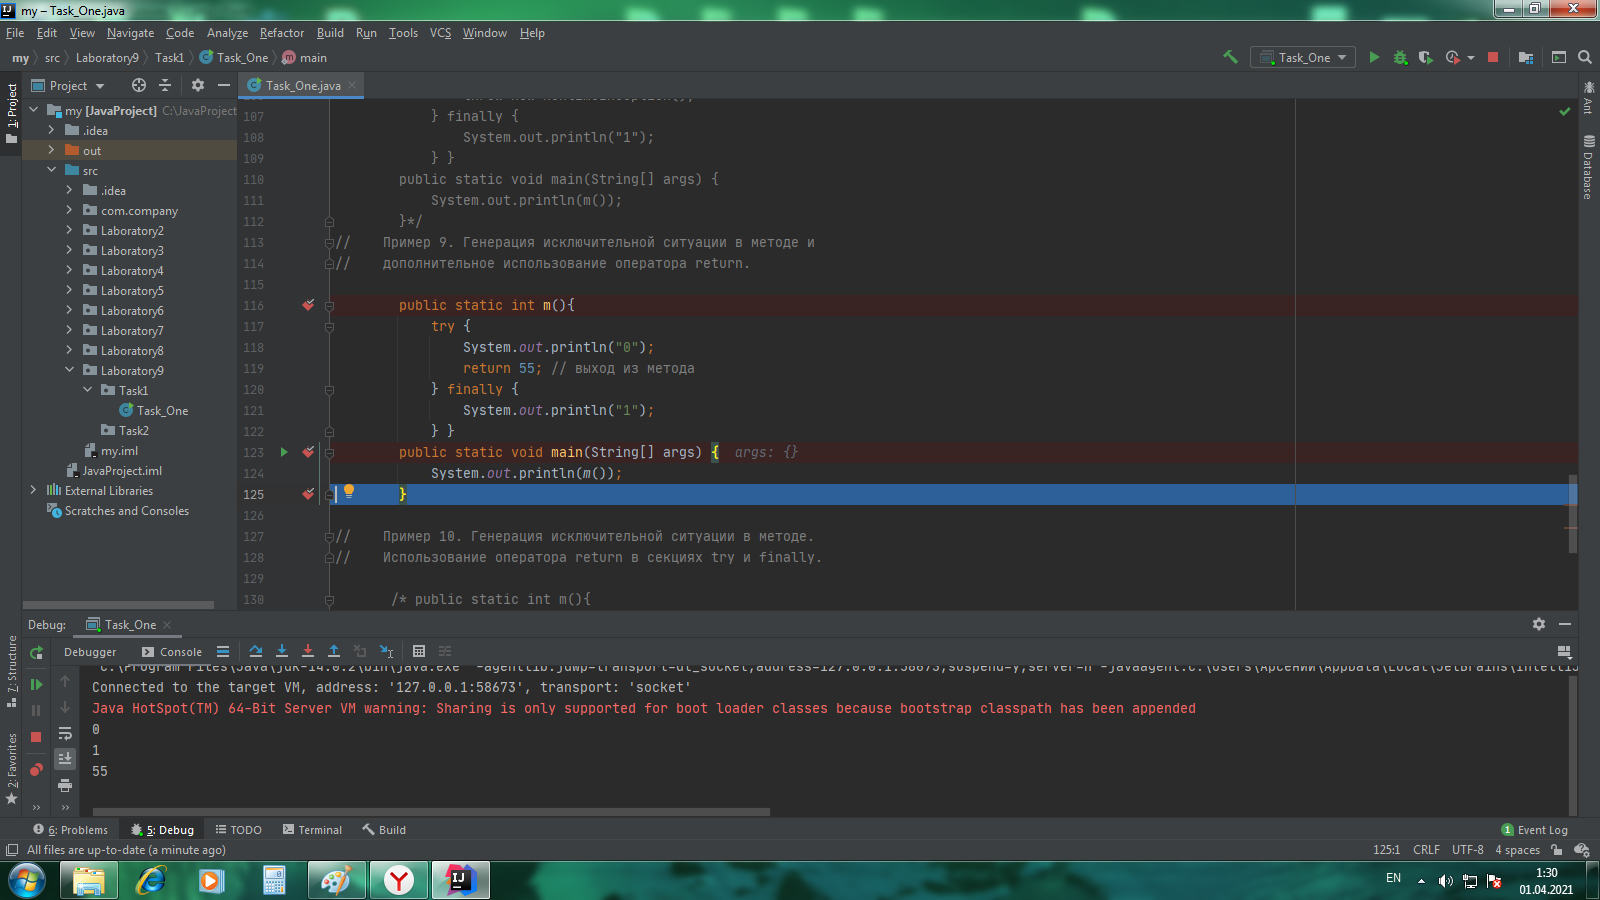 my – Task_One.java
File Edit View Navigate Code Analyze Refactor Build Run Tools VCS Window Help
my src Laboratory9 Task1 Task_One main
Task_One
1: Project
Project
Task_One.java
my [JavaProject] C:\JavaProject
.idea
out
src
.idea
com.company
Laboratory2
Laboratory3
Laboratory4
Laboratory5
Laboratory6
Laboratory7
Laboratory8
Laboratory9
Task1
Task_One
Task2
my.iml
JavaProject.iml
External Libraries
Scratches and Consoles
107 } finally {
108 System.out.println("1");
109 } }
110 public static void main(String[] args) {
111 System.out.println(m());
112 }*/
113 // Пример 9. Генерация исключительной ситуации в методе и
114 // дополнительное использование оператора return.
115
116 public static int m(){
117 try {
118 System.out.println("0");
119 return 55; // выход из метода
120 } finally {
121 System.out.println("1");
122 } }
123 public static void main(String[] args) { args: {}
124 System.out.println(m());
125 }
126
127 // Пример 10. Генерация исключительной ситуации в методе.
128 // Использование оператора return в секциях try и finally.
129
130 /* public static int m(){
Ant
Database
7: Structure
2: Favorites
Debug: Task_One
Debugger Console
Connected to the target VM, address: '127.0.0.1:58673', transport: 'socket'
Java HotSpot(TM) 64-Bit Server VM warning: Sharing is only supported for boot loader classes because bootstrap classpath has been appended
0
1
55
6: Problems 5: Debug TODO Terminal Build 1 Event Log
All files are up-to-date (a minute ago) 125:1 CRLF UTF-8 4 spaces
EN 1:30
01.04.2021